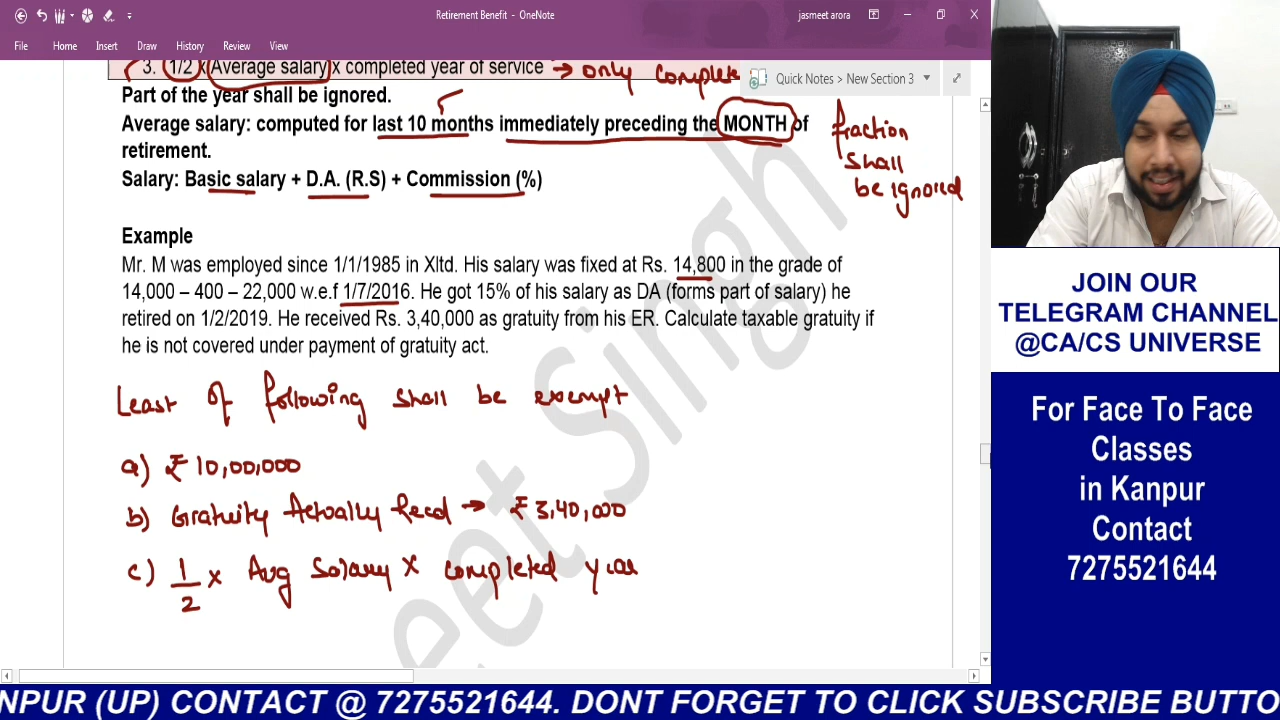 Retirement Benefit - OneNote
jasmeet arora
File Home Insert Draw History Review View
3. 1/2 x Average salary x completed year of service → only complete
Quick Notes > New Section 3
Part of the year shall be ignored.
Average salary: computed for last 10 months immediately preceding the MONTH of
retirement.
Salary: Basic salary + D.A. (R.S) + Commission (%)
fraction
shall
be ignored
Example
Mr. M was employed since 1/1/1985 in Xltd. His salary was fixed at Rs. 14,800 in the grade of
14,000 – 400 – 22,000 w.e.f 1/7/2016. He got 15% of his salary as DA (forms part of salary) he
retired on 1/2/2019. He received Rs. 3,40,000 as gratuity from his ER. Calculate taxable gratuity if
he is not covered under payment of gratuity act.
Least of following shall be exempt
a) ₹ 10,00,000
b) Gratuity Actually Recd → ₹ 3,40,000
c) 1/2 x Avg Salary x completed
eet Singh
JOIN OUR
TELEGRAM CHANNEL
@CA/CS UNIVERSE
For Face To Face
Classes
in Kanpur
Contact
7275521644
NPUR (UP) CONTACT @ 7275521644. DONT FORGET TO CLICK SUBSCRIBE BUTTO